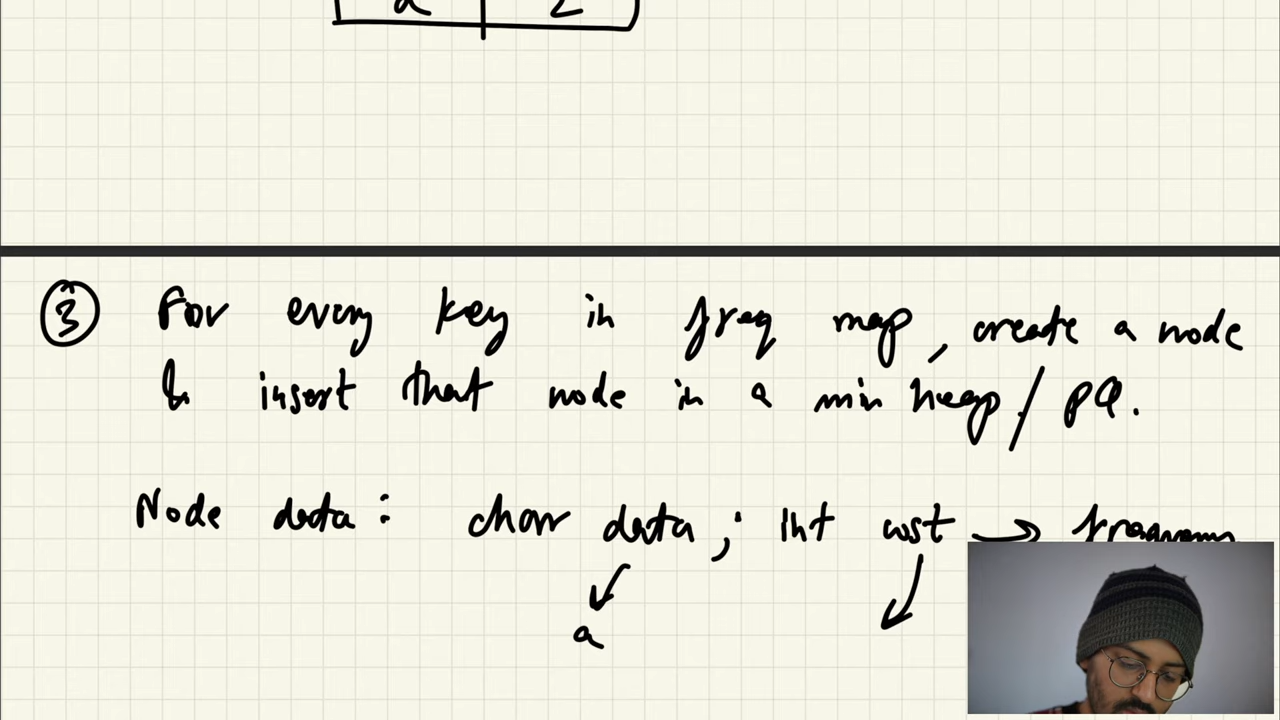 a 2
3 For every key in freq map, create a node
& insert that node in a min heap / PQ.
Node data : char data ; int cost → frequency
a